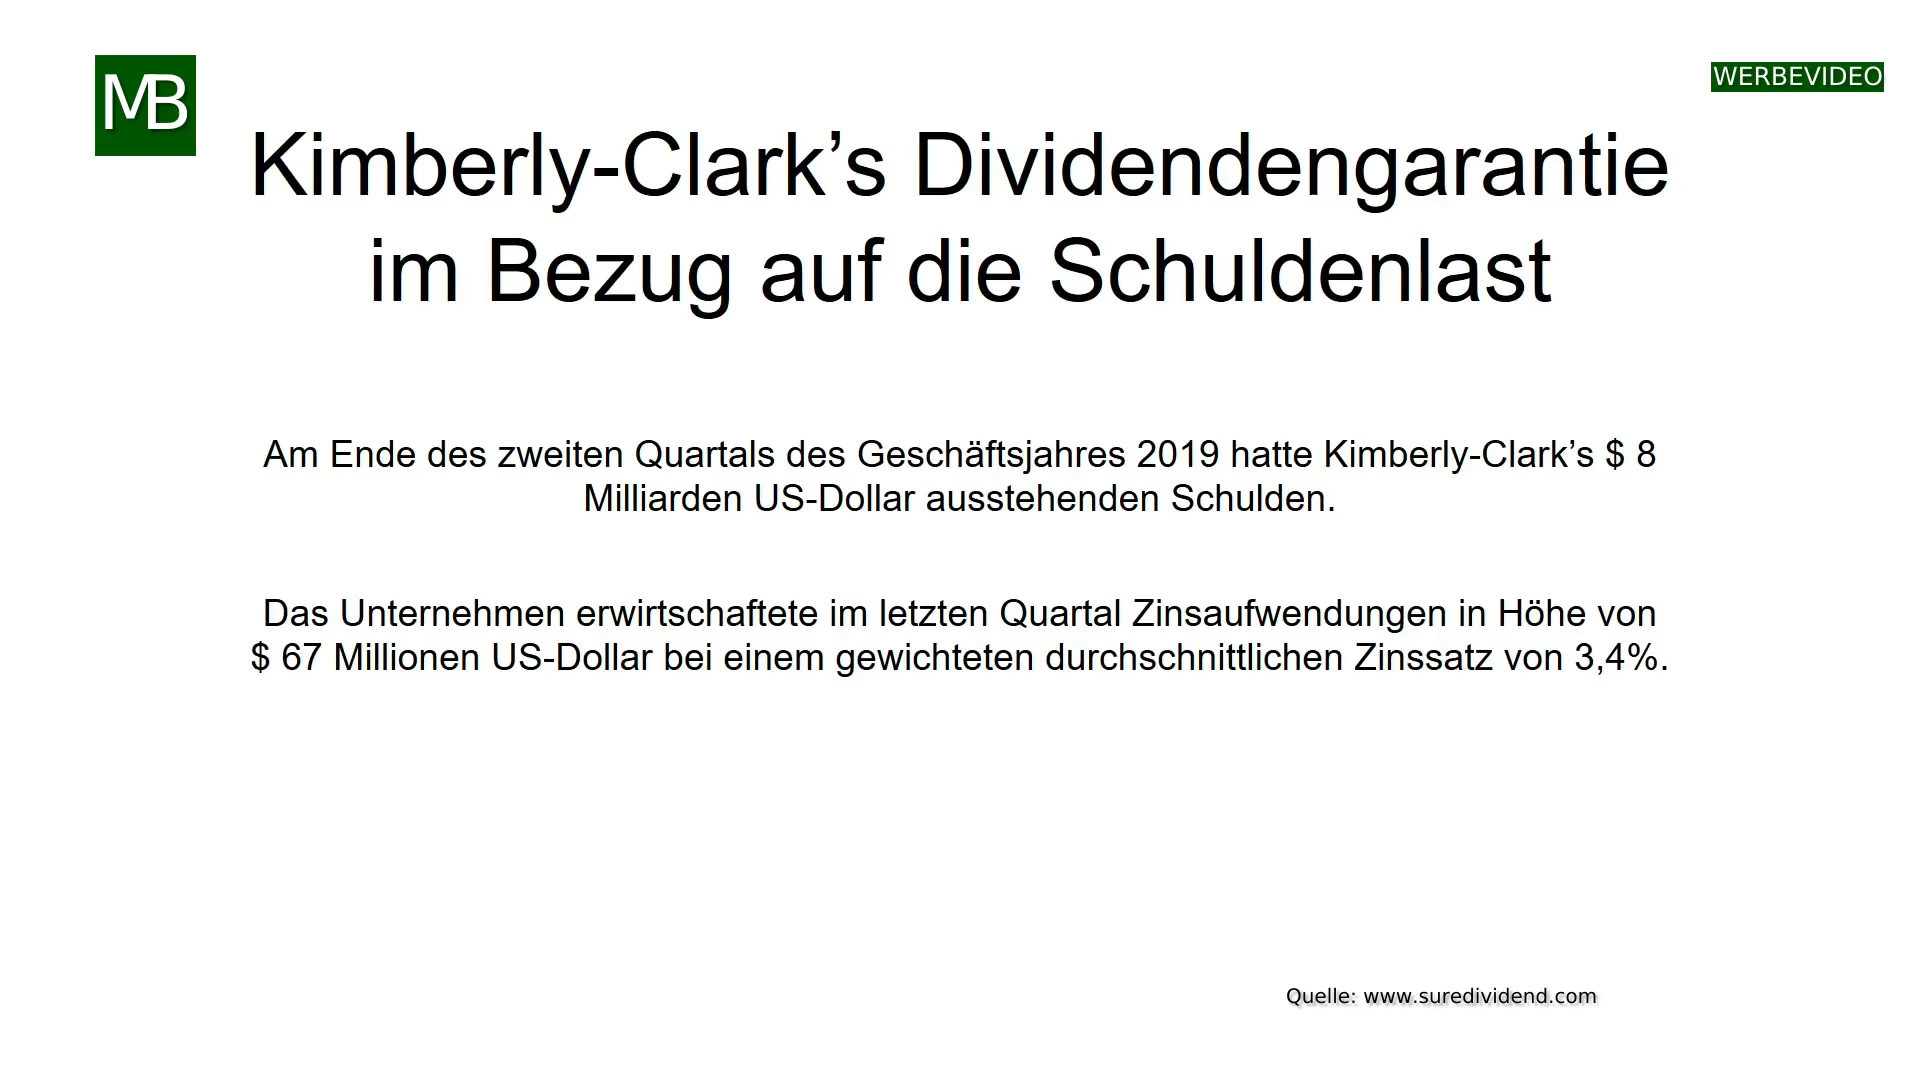 MB
WERBEVIDEO
Kimberly-Clark’s Dividendengarantie
im Bezug auf die Schuldenlast
Am Ende des zweiten Quartals des Geschäftsjahres 2019 hatte Kimberly-Clark’s $ 8
Milliarden US-Dollar ausstehenden Schulden.
Das Unternehmen erwirtschaftete im letzten Quartal Zinsaufwendungen in Höhe von
$ 67 Millionen US-Dollar bei einem gewichteten durchschnittlichen Zinssatz von 3,4%.
Quelle: www.suredividend.com